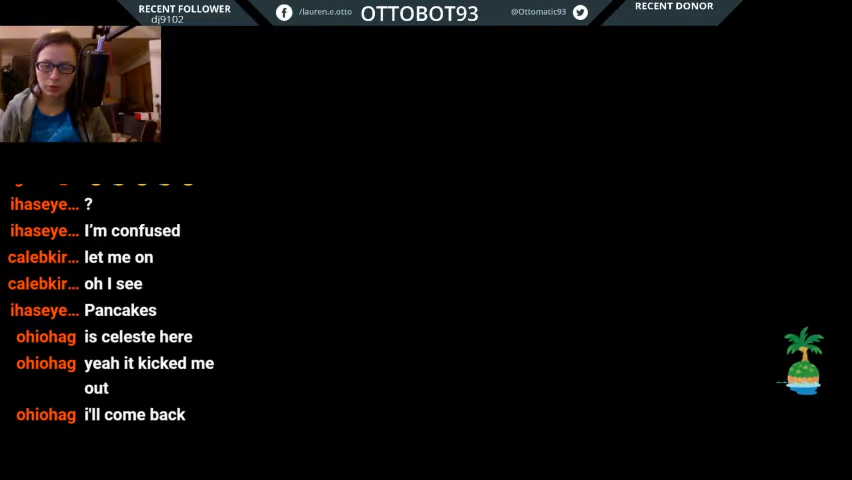 RECENT FOLLOWER
dj9102
/lauren.e.otto
OTTOBOT93
@Ottomatic93
RECENT DONOR
ihaseye… ?
ihaseye… I'm confused
calebkir… let me on
calebkir… oh I see
ihaseye… Pancakes
ohiohag is celeste here
ohiohag yeah it kicked me
out
ohiohag i'll come back